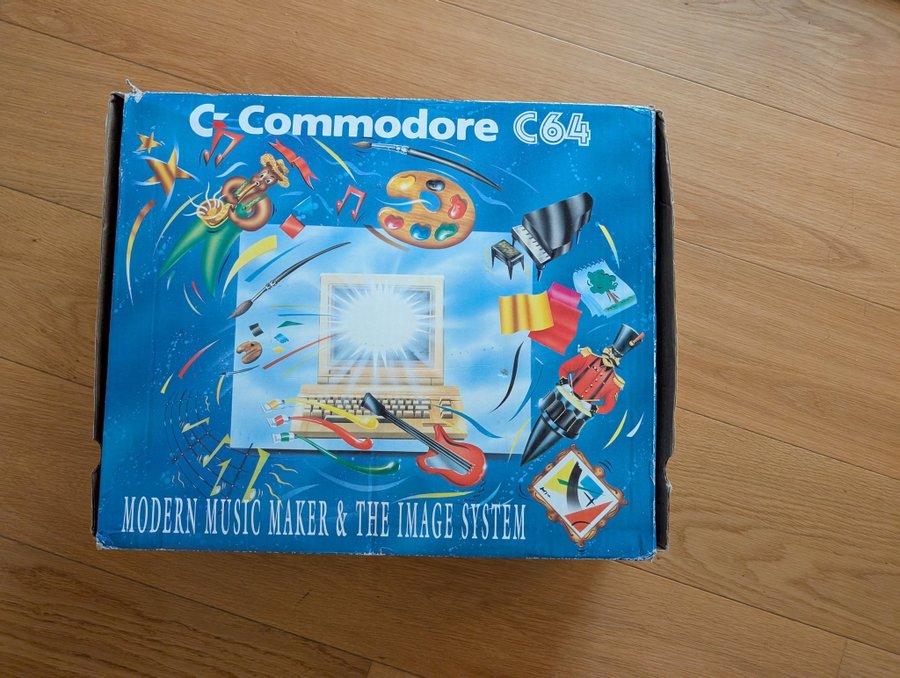 Commodore C64
MODERN MUSIC MAKER & THE IMAGE SYSTEM